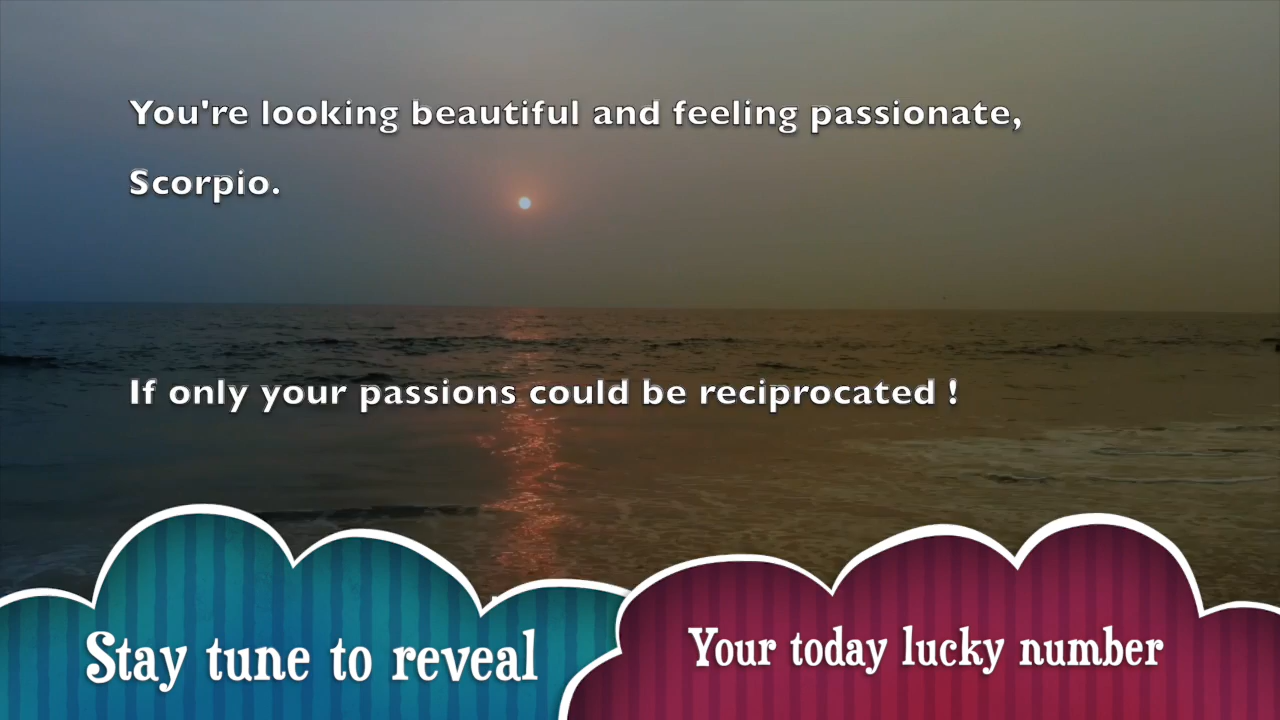 You're looking beautiful and feeling passionate,
Scorpio.
If only your passions could be reciprocated !
Stay tune to reveal
Your today lucky number